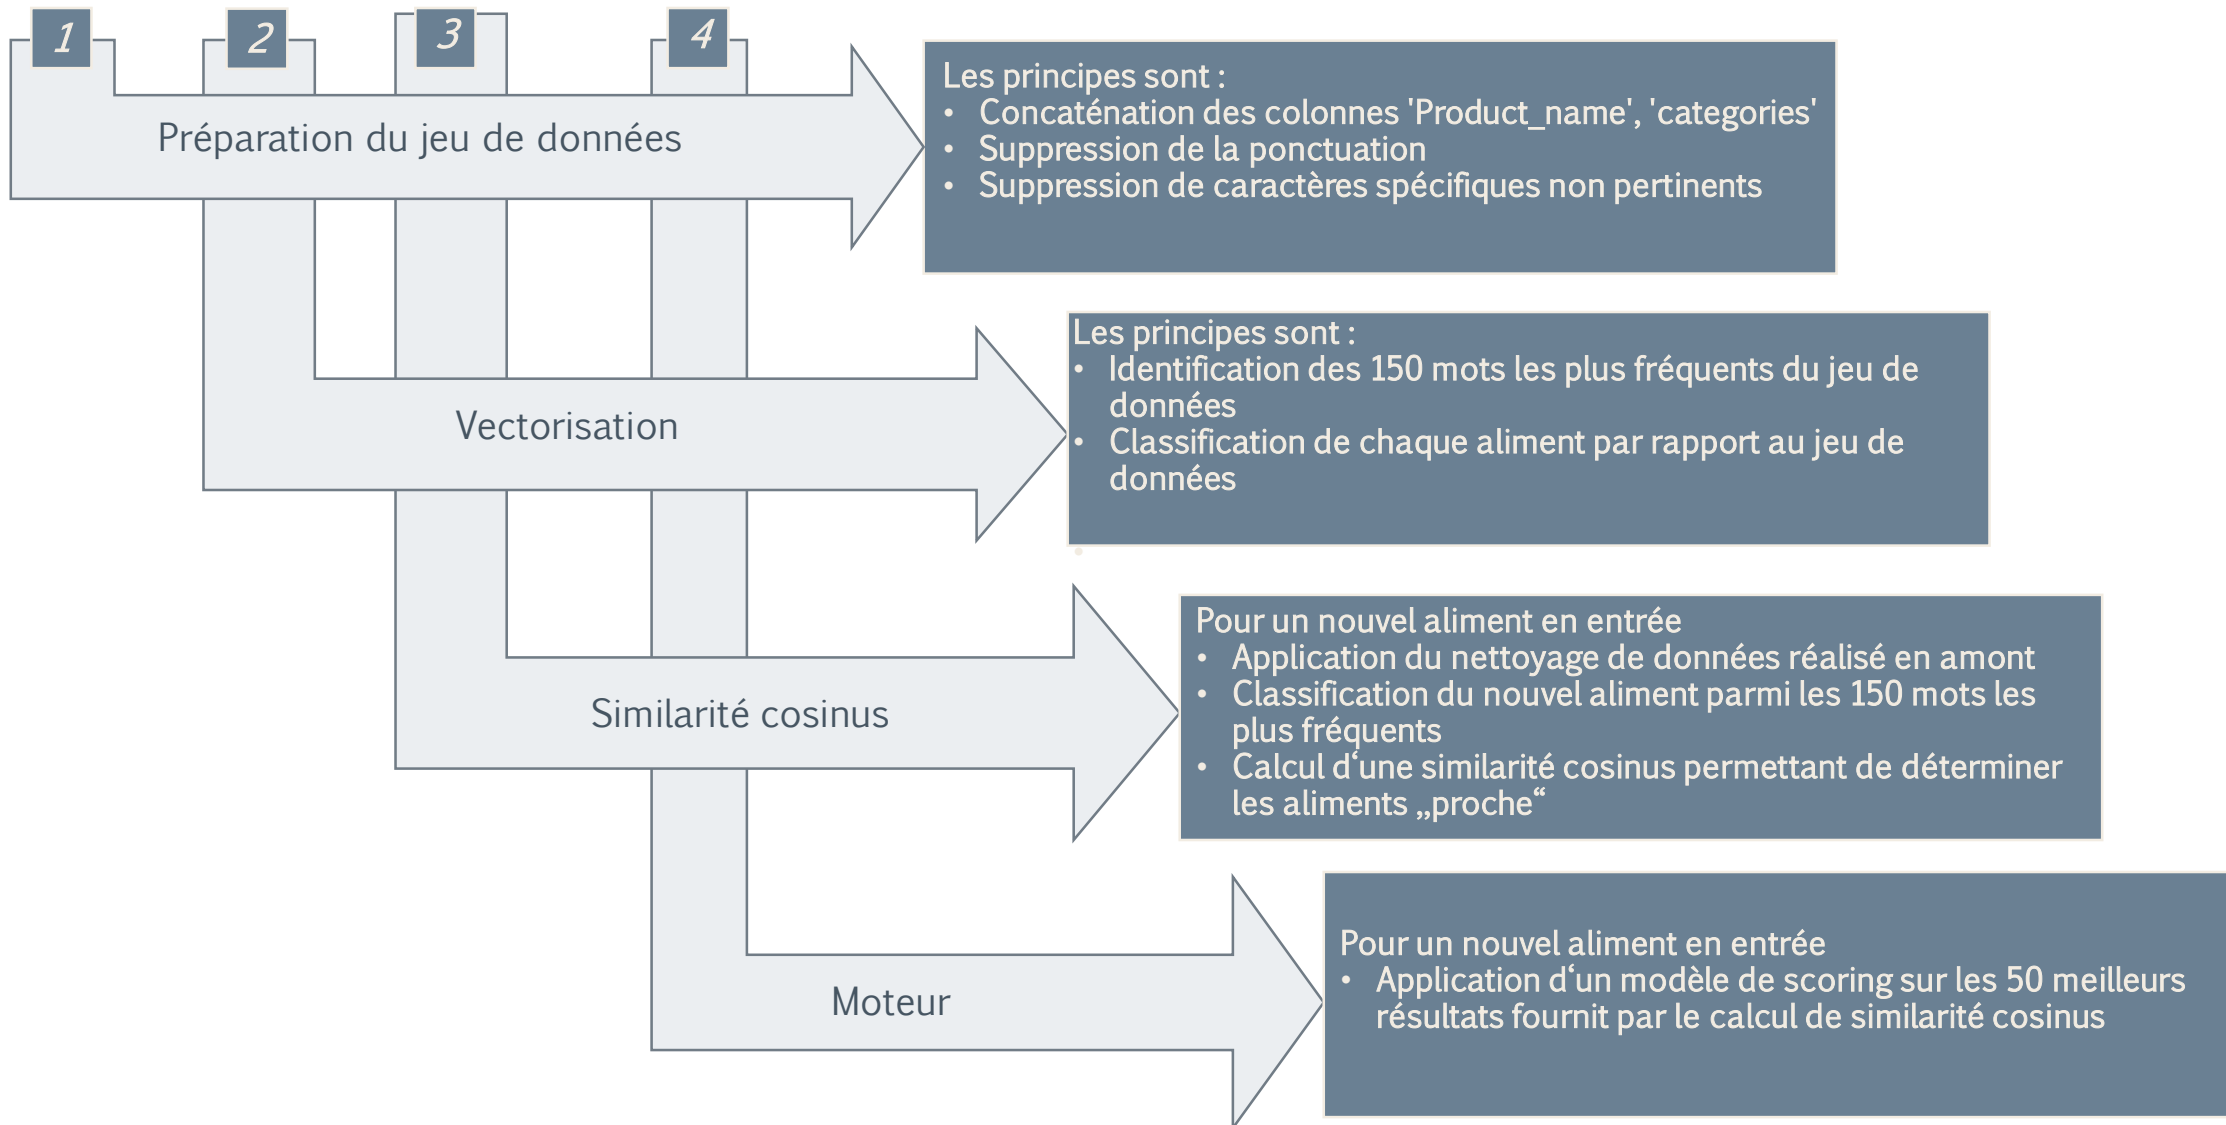 1
2
3
4
Préparation du jeu de données
Les principes sont :
• Concaténation des colonnes 'Product_name', 'categories'
• Suppression de la ponctuation
• Suppression de caractères spécifiques non pertinents
Vectorisation
Les principes sont :
• Identification des 150 mots les plus fréquents du jeu de
données
• Classification de chaque aliment par rapport au jeu de
données
•
Similarité cosinus
Pour un nouvel aliment en entrée
• Application du nettoyage de données réalisé en amont
• Classification du nouvel aliment parmi les 150 mots les
plus fréquents
• Calcul d‘une similarité cosinus permettant de déterminer
les aliments „proche“
Moteur
Pour un nouvel aliment en entrée
• Application d‘un modèle de scoring sur les 50 meilleurs
résultats fournit par le calcul de similarité cosinus